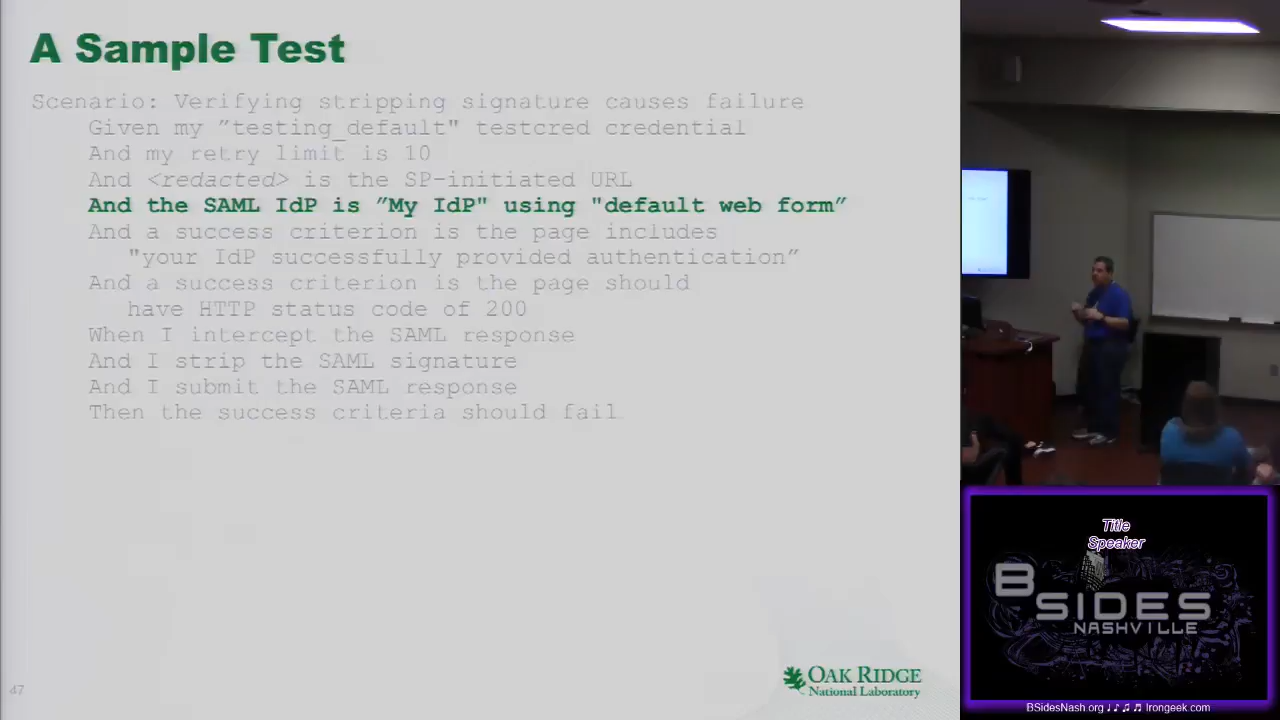 A Sample Test
Scenario: Verifying stripping signature causes failure
Given my ”testing_default" testcred credential
And my retry limit is 10
And <redacted> is the SP-initiated URL
And the SAML IdP is ”My IdP" using "default web form”
And a success criterion is the page includes
"your IdP successfully provided authentication”
And a success criterion is the page should
have HTTP status code of 200
When I intercept the SAML response
And I strip the SAML signature
And I submit the SAML response
Then the success criteria should fail
47
OAK RIDGE
National Laboratory
Title
Speaker
BSIDES
NASHVILLE
BSidesNash.org ♩ ♪ ♫ ♬ Irongeek.com